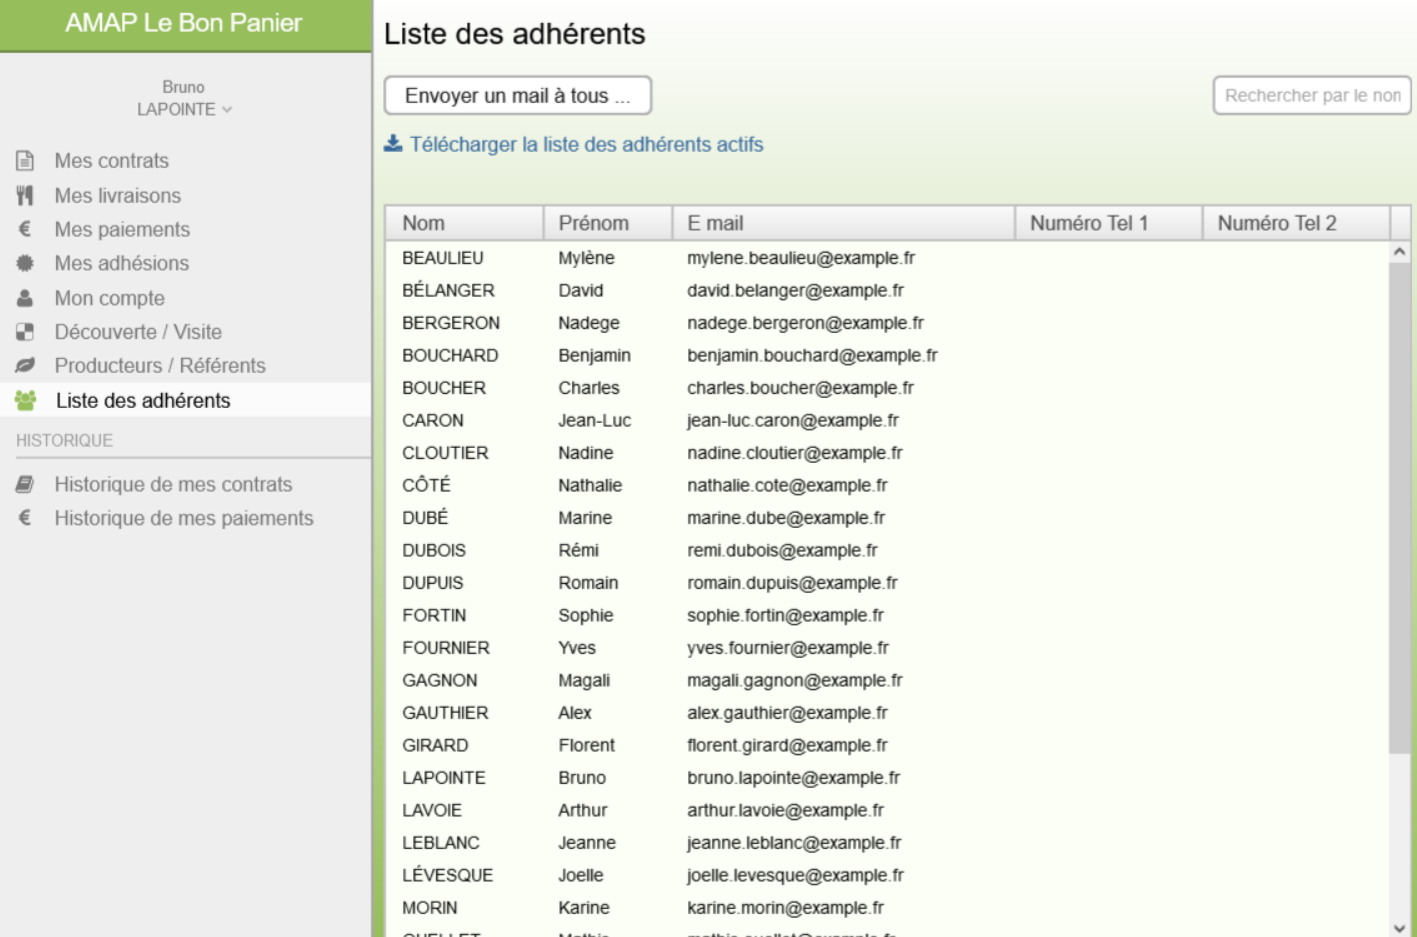 AMAP Le Bon Panier
Bruno
LAPOINTE
Mes contrats
Mes livraisons
Mes paiements
Mes adhésions
Mon compte
Découverte / Visite
Producteurs / Référents
Liste des adhérents
HISTORIQUE
Historique de mes contrats
Historique de mes paiements
Liste des adhérents
Envoyer un mail à tous ...
Rechercher par le nom
Télécharger la liste des adhérents actifs
Nom Prénom E mail Numéro Tel 1 Numéro Tel 2
BEAULIEU Mylène mylene.beaulieu@example.fr
BÉLANGER David david.belanger@example.fr
BERGERON Nadege nadege.bergeron@example.fr
BOUCHARD Benjamin benjamin.bouchard@example.fr
BOUCHER Charles charles.boucher@example.fr
CARON Jean-Luc jean-luc.caron@example.fr
CLOUTIER Nadine nadine.cloutier@example.fr
CÔTÉ Nathalie nathalie.cote@example.fr
DUBÉ Marine marine.dube@example.fr
DUBOIS Rémi remi.dubois@example.fr
DUPUIS Romain romain.dupuis@example.fr
FORTIN Sophie sophie.fortin@example.fr
FOURNIER Yves yves.fournier@example.fr
GAGNON Magali magali.gagnon@example.fr
GAUTHIER Alex alex.gauthier@example.fr
GIRARD Florent florent.girard@example.fr
LAPOINTE Bruno bruno.lapointe@example.fr
LAVOIE Arthur arthur.lavoie@example.fr
LEBLANC Jeanne jeanne.leblanc@example.fr
LÉVESQUE Joelle joelle.levesque@example.fr
MORIN Karine karine.morin@example.fr